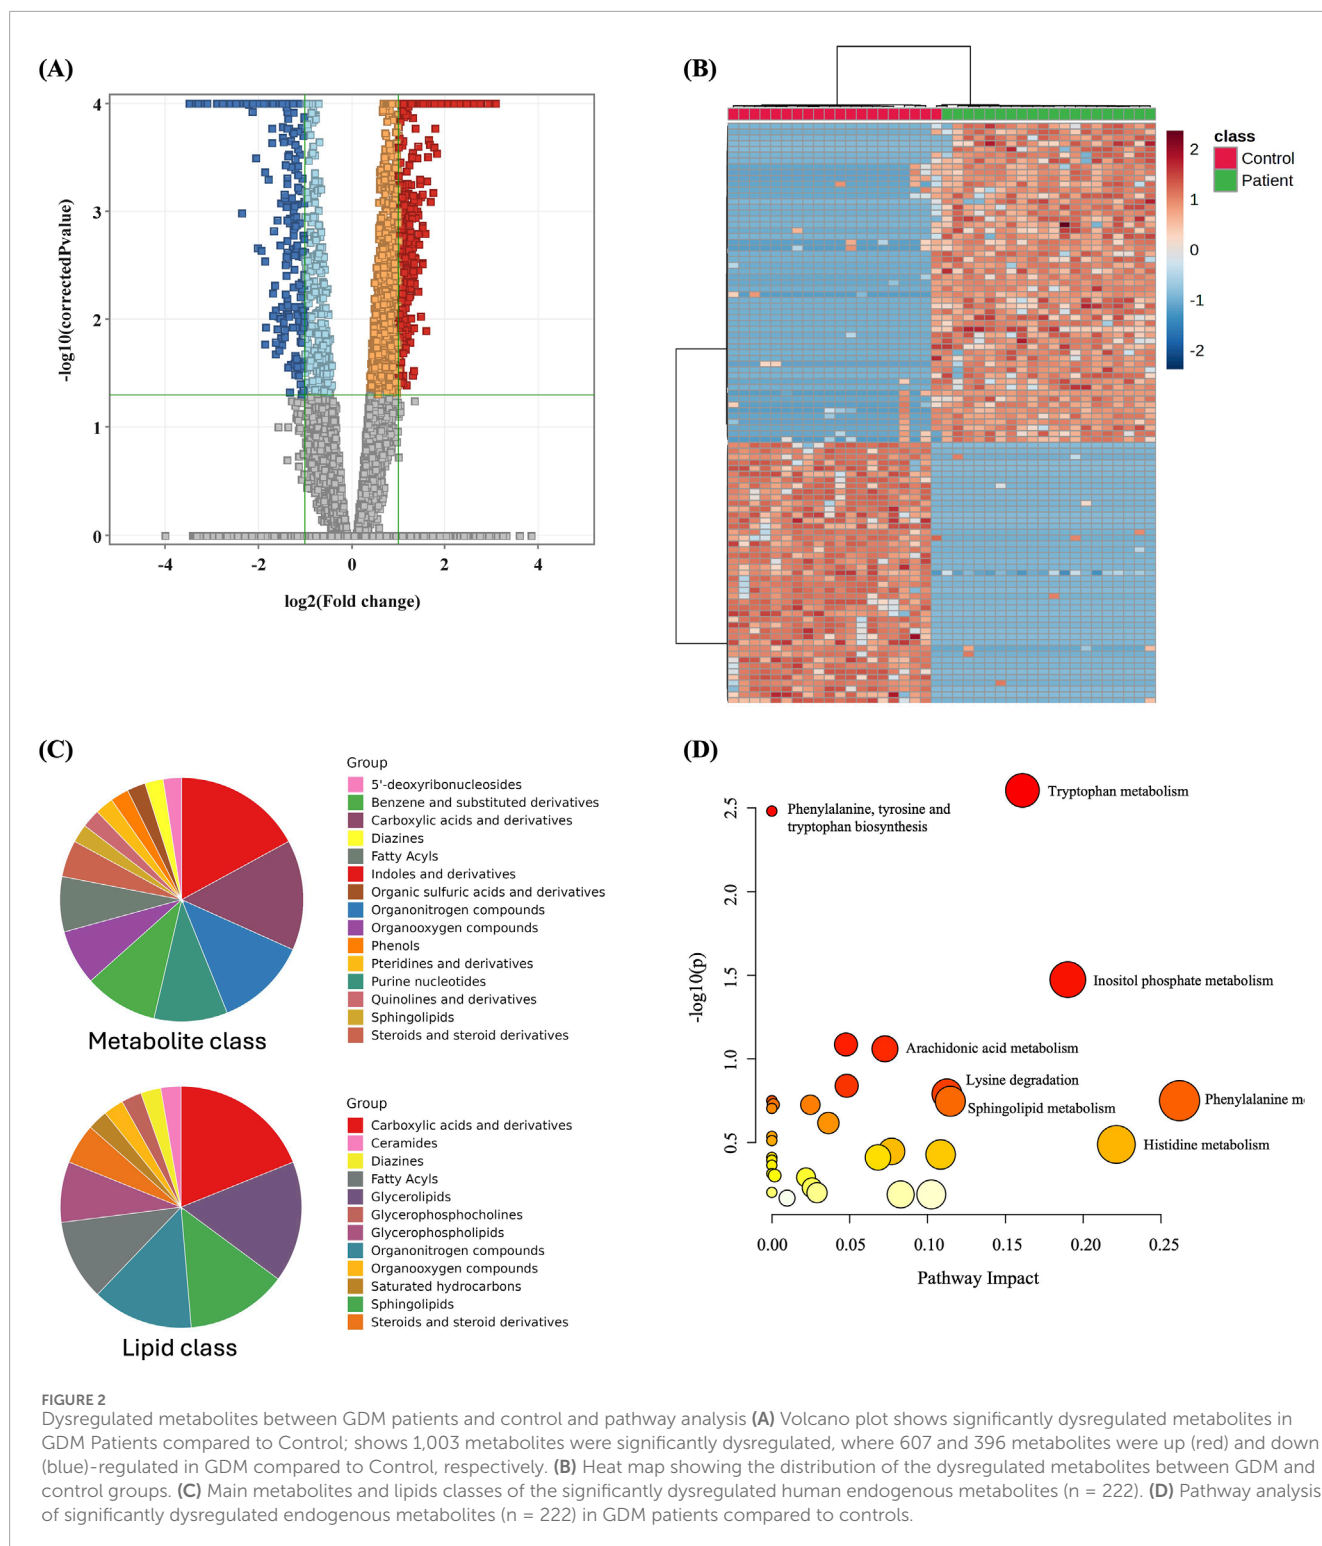 (A)
-log10(correctedPvalue)
4
3
2
1
0
-4
-2
0
2
4
log2(Fold change)
(B)
2
1
0
-1
-2
class
Control
Patient
(C)
Group
5'-deoxyribonucleosides
Benzene and substituted derivatives
Carboxylic acids and derivatives
Diazines
Fatty Acyls
Indoles and derivatives
Organic sulfuric acids and derivatives
Organonitrogen compounds
Organooxygen compounds
Phenols
Pteridines and derivatives
Purine nucleotides
Quinolines and derivatives
Sphingolipids
Steroids and steroid derivatives
Metabolite class
Group
Carboxylic acids and derivatives
Ceramides
Diazines
Fatty Acyls
Glycerolipids
Glycerophosphocholines
Glycerophospholipids
Organonitrogen compounds
Organooxygen compounds
Saturated hydrocarbons
Sphingolipids
Steroids and steroid derivatives
Lipid class
(D)
-log10(p)
2.5
2.0
1.5
1.0
0.5
Tryptophan metabolism
Phenylalanine, tyrosine and
tryptophan biosynthesis
Inositol phosphate metabolism
Arachidonic acid metabolism
Lysine degradation
Sphingolipid metabolism
Phenylalanine m
Histidine metabolism
0.00
0.05
0.10
0.15
0.20
0.25
Pathway Impact
FIGURE 2
Dysregulated metabolites between GDM patients and control and pathway analysis (A) Volcano plot shows significantly dysregulated metabolites in
GDM Patients compared to Control; shows 1,003 metabolites were significantly dysregulated, where 607 and 396 metabolites were up (red) and down
(blue)-regulated in GDM compared to Control, respectively. (B) Heat map showing the distribution of the dysregulated metabolites between GDM and
control groups. (C) Main metabolites and lipids classes of the significantly dysregulated human endogenous metabolites (n = 222). (D) Pathway analysis
of significantly dysregulated endogenous metabolites (n = 222) in GDM patients compared to controls.